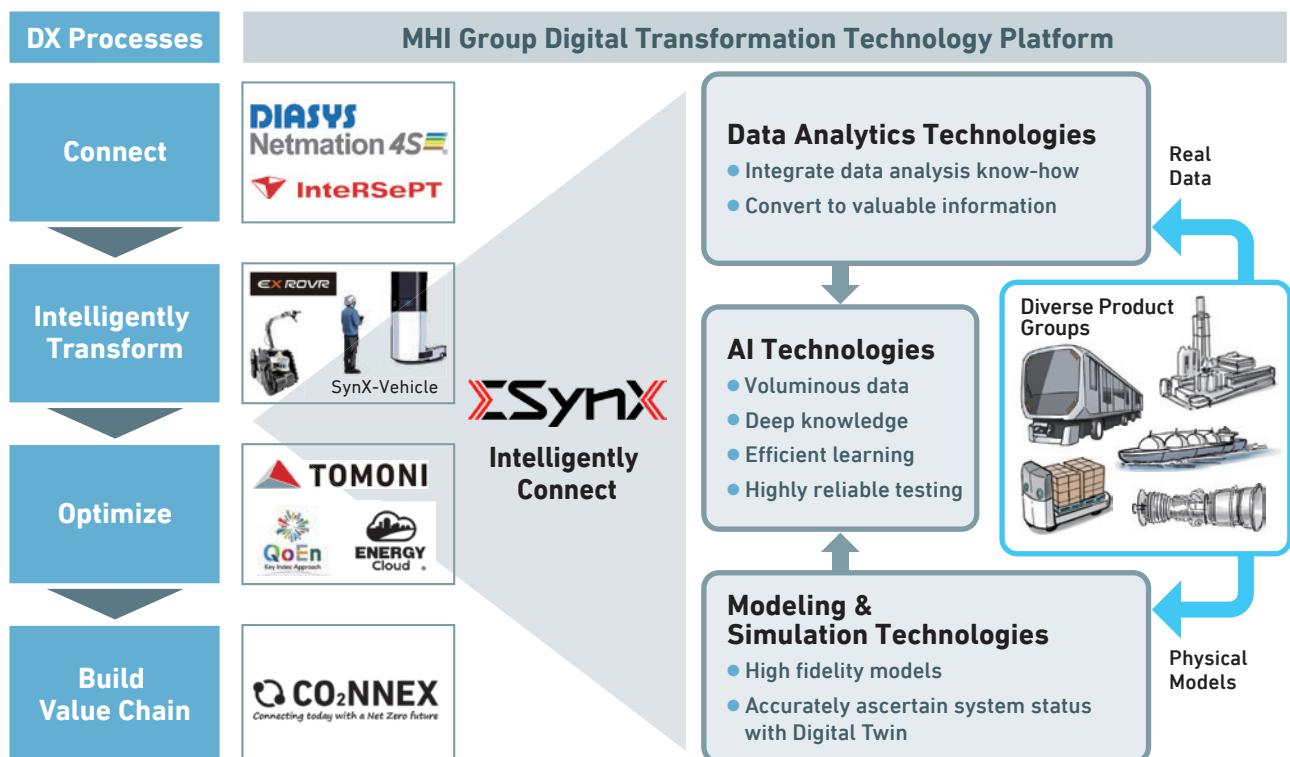 DX Processes
MHI Group Digital Transformation Technology Platform
Connect
DIASYS
Netmation 4S
InteRSePT
Intelligently
Transform
EX ROVR
SynX-Vehicle
Optimize
TOMONI
QoEn
Key Index Approach
ENERGY
Cloud ®
Build
Value Chain
CO₂NNEX
Connecting today with a Net Zero future
ΣSynX
Intelligently
Connect
Data Analytics Technologies
● Integrate data analysis know-how
● Convert to valuable information
AI Technologies
● Voluminous data
● Deep knowledge
● Efficient learning
● Highly reliable testing
Modeling &
Simulation Technologies
● High fidelity models
● Accurately ascertain system status
with Digital Twin
Real
Data
Diverse Product
Groups
Physical
Models